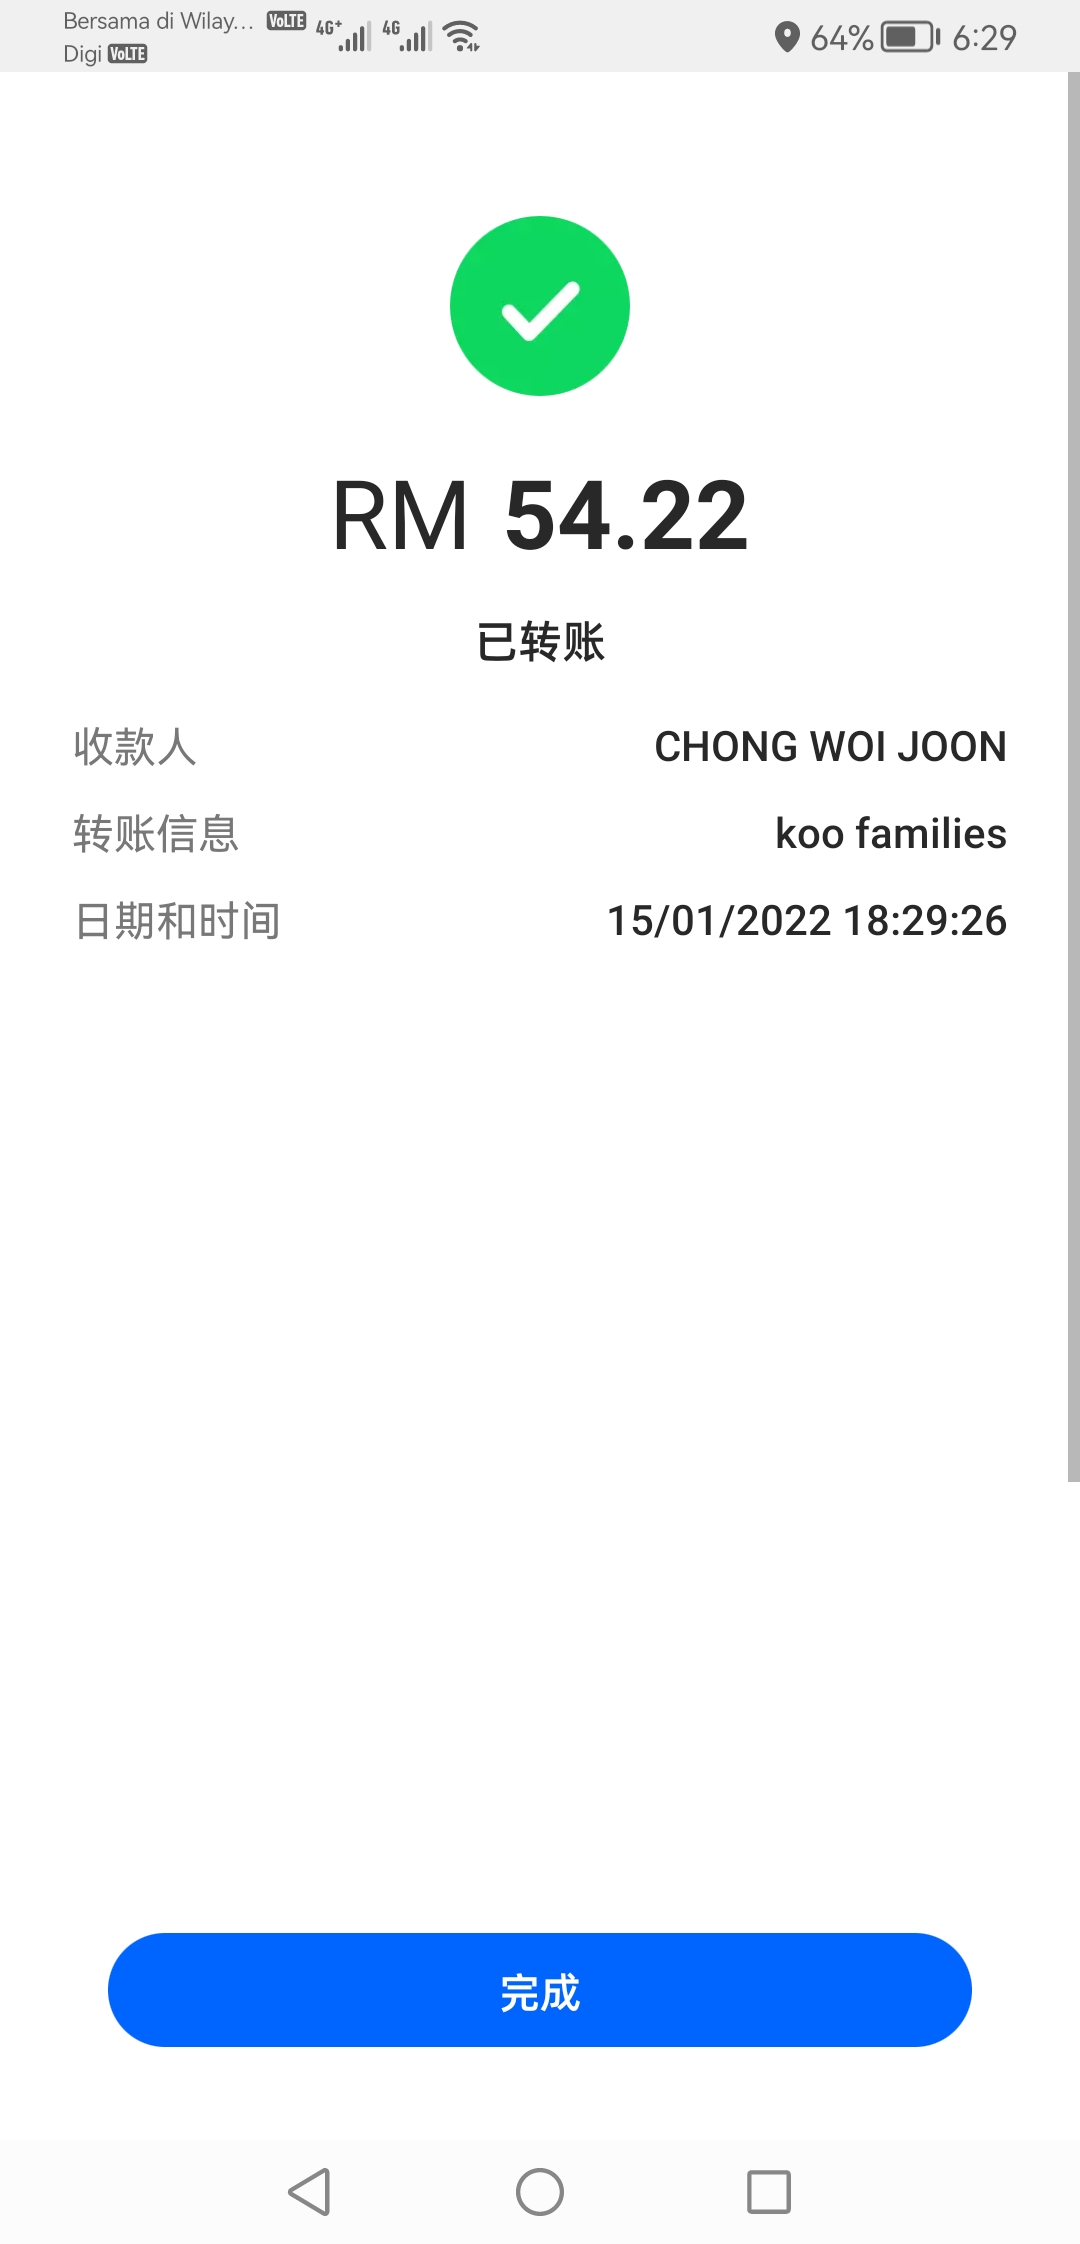 Bersama di Wilay... VoLTE 4G+ 4G 64% 6:29
Digi VoLTE
RM 54.22
已转账
收款人 CHONG WOI JOON
转账信息 koo families
日期和时间 15/01/2022 18:29:26
完成